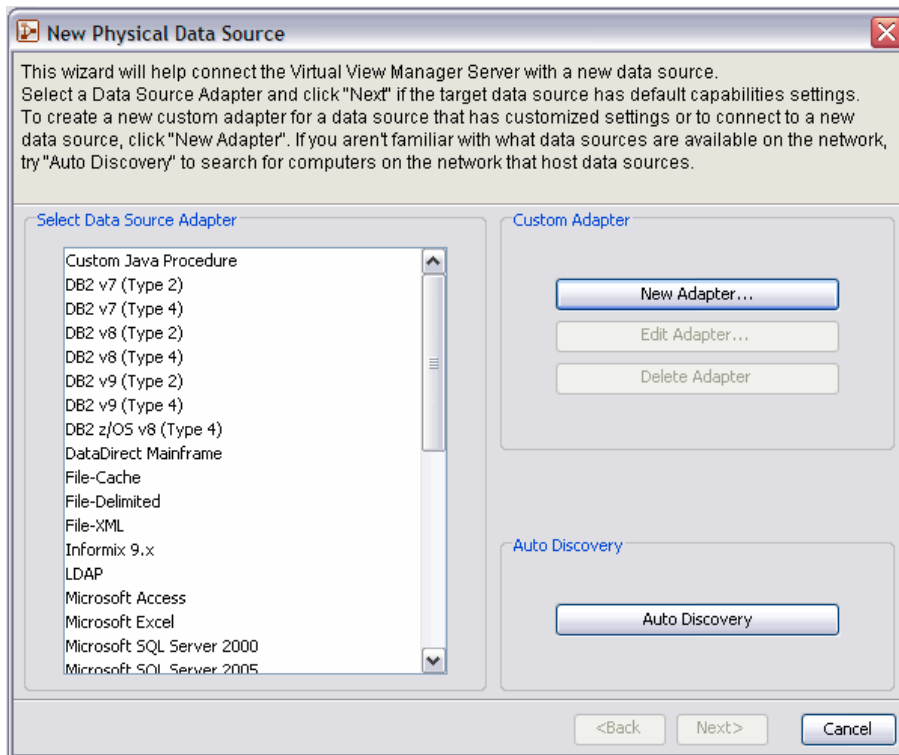 New Physical Data Source
This wizard will help connect the Virtual View Manager Server with a new data source.
Select a Data Source Adapter and click "Next" if the target data source has default capabilities settings.
To create a new custom adapter for a data source that has customized settings or to connect to a new
data source, click "New Adapter". If you aren't familiar with what data sources are available on the network,
try "Auto Discovery" to search for computers on the network that host data sources.
Select Data Source Adapter
Custom Java Procedure
DB2 v7 (Type 2)
DB2 v7 (Type 4)
DB2 v8 (Type 2)
DB2 v8 (Type 4)
DB2 v9 (Type 2)
DB2 v9 (Type 4)
DB2 z/OS v8 (Type 4)
DataDirect Mainframe
File-Cache
File-Delimited
File-XML
Informix 9.x
LDAP
Microsoft Access
Microsoft Excel
Microsoft SQL Server 2000
Microsoft SQL Server 2005
Custom Adapter
New Adapter...
Edit Adapter...
Delete Adapter
Auto Discovery
Auto Discovery
<Back
Next>
Cancel